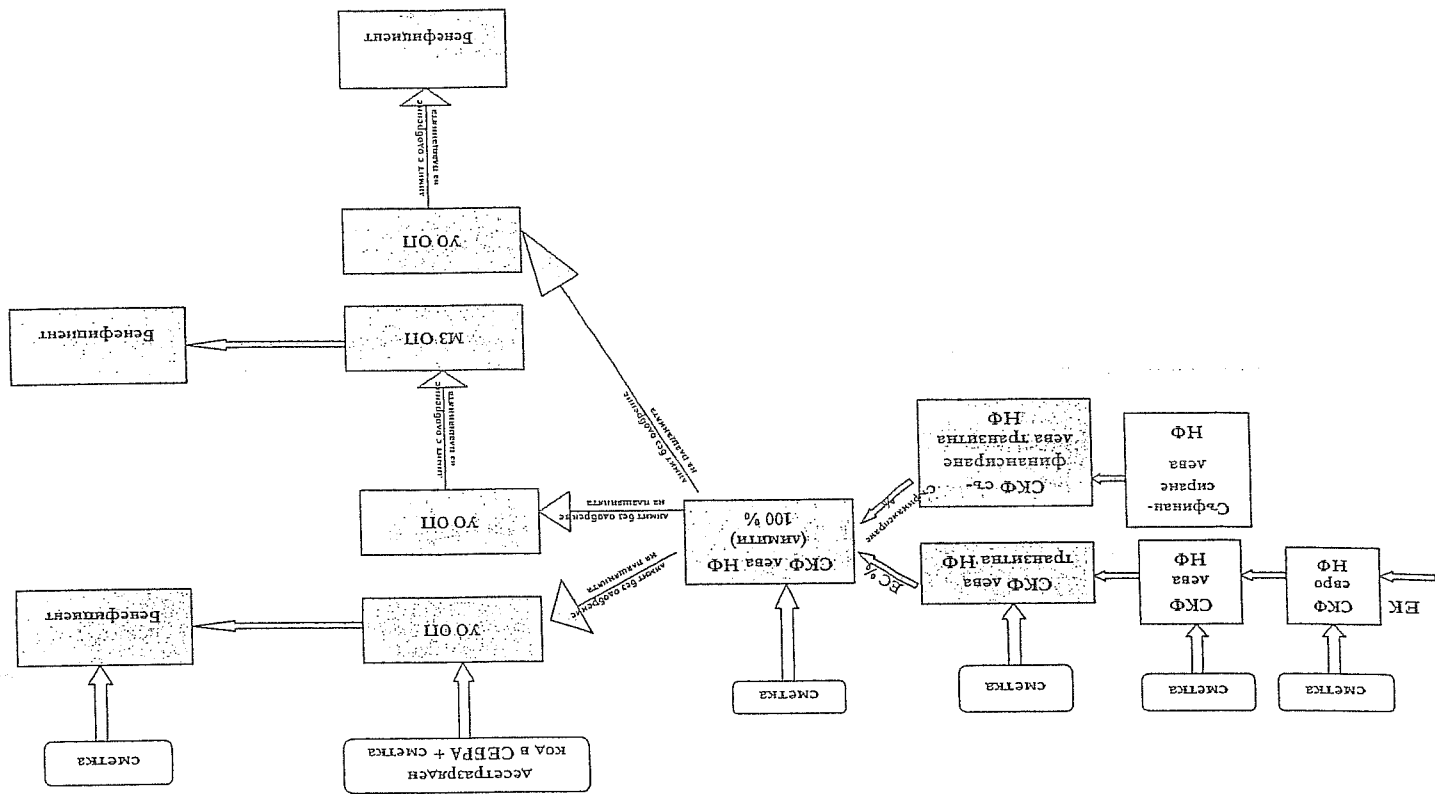 сметка
сметка
сметка
сметка
десетразряден
код в СЕБРА + сметка
сметка
ЕК
СКФ
евро
НФ
СКФ
лева
НФ
СКФ лева
транзитна НФ
ЕС %
СКФ лева НФ
(лимити)
100 %
лимит без одобрение
на плащанията
УО ОП
Бенефициент
Съфинан-
сиране
лева
НФ
СКФ съ-
финансиране
лева транзитна
НФ
Съфинансиране
%
лимит без одобрение
на плащанията
УО ОП
лимит с одобрение
на плащанията
МЗ ОП
Бенефициент
лимит без одобрение
на плащанията
УО ОП
лимит с одобрение
на плащанията
Бенефициент